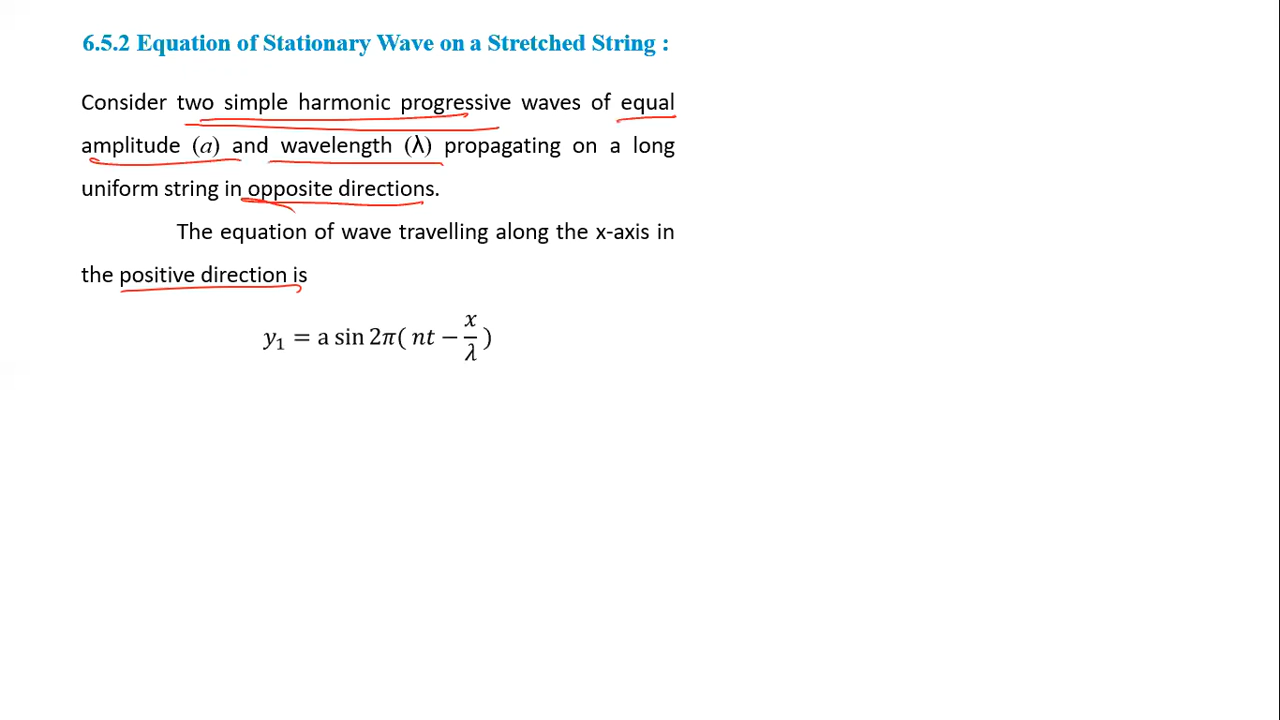 6.5.2 Equation of Stationary Wave on a Stretched String :
Consider two simple harmonic progressive waves of equal
amplitude (a) and wavelength (λ) propagating on a long
uniform string in opposite directions.
The equation of wave travelling along the x-axis in
the positive direction is
y₁ = a sin 2π( nt − x/λ )